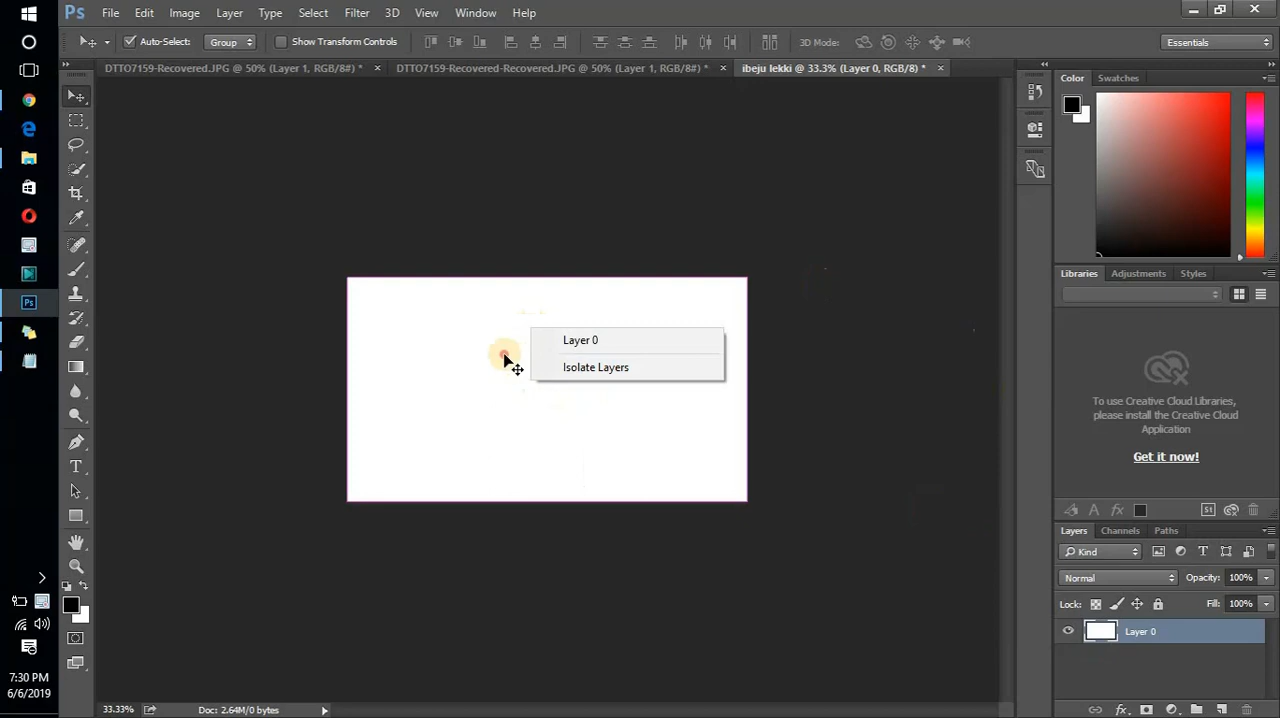 Ps File Edit Image Layer Type Select Filter 3D View Window Help
Auto-Select: Group Show Transform Controls 3D Mode: Essentials
DTTO7159-Recovered.JPG @ 50% (Layer 1, RGB/8#) * × DTTO7159-Recovered-Recovered.JPG @ 50% (Layer 1, RGB/8#) * × ibeju lekki @ 33.3% (Layer 0, RGB/8) * ×
Color Swatches
Layer 0
Isolate Layers
Libraries Adjustments Styles
To use Creative Cloud Libraries,
please install the Creative Cloud
Application
Get it now!
St
Layers Channels Paths
Kind
Normal Opacity: 100%
Lock: Fill: 100%
Layer 0
33.33% Doc: 2.64M/0 bytes
Ps
7:30 PM
6/6/2019